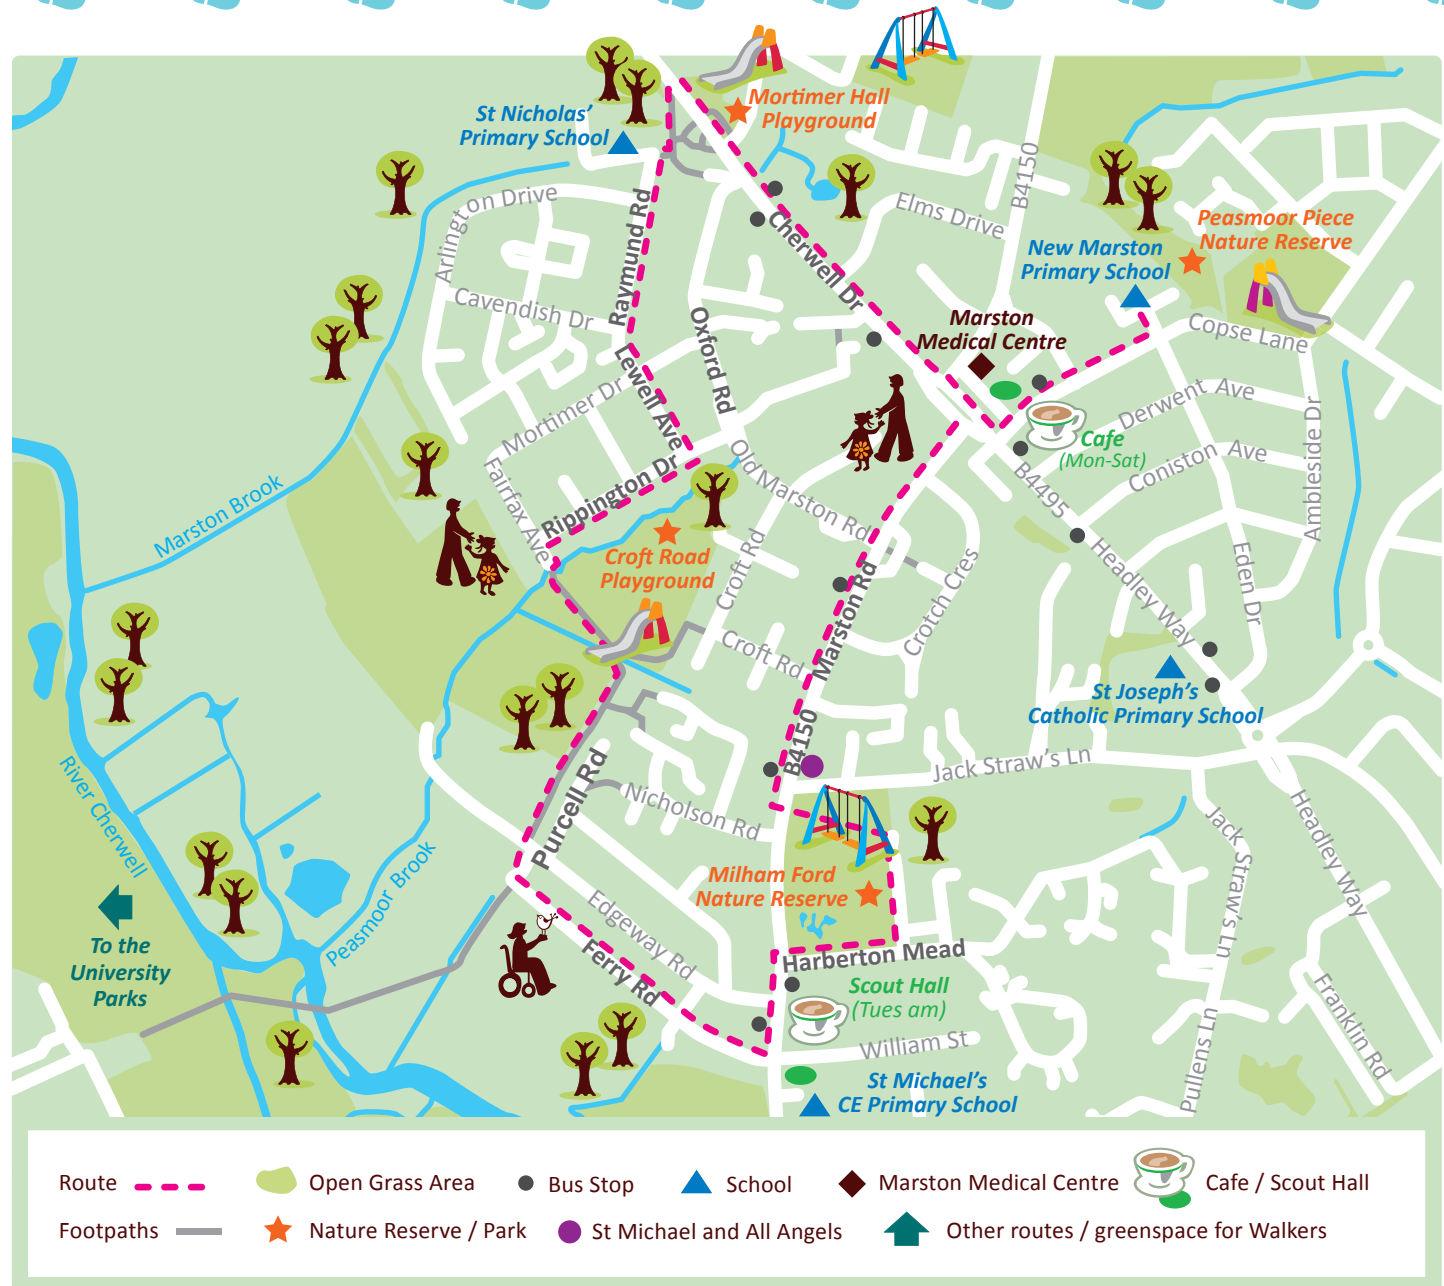 St Nicholas'
Primary School
Mortimer Hall
Playground
B4150
Arlington Drive
Elms Drive
Peasmoor Piece
Nature Reserve
New Marston
Primary School
Raymund Rd
Cherwell Dr
Cavendish Dr
Oxford Rd
Marston
Medical Centre
Copse Lane
Lewell Ave
Mortimer Dr
Derwent Ave
Cafe
(Mon-Sat)
Coniston Ave
Ambleside Dr
Old Marston Rd
B4495
Fairfax Ave
Rippington Dr
Marston Brook
Croft Road
Playground
Croft Rd
Crotch Cres
Headley Way
Eden Dr
Marston Rd
Croft Rd
St Joseph's
Catholic Primary School
B4150
Jack Straw's Ln
River Cherwell
Purcell Rd
Nicholson Rd
Jack Straw's Ln
Headley Way
Peasmoor Brook
Milham Ford
Nature Reserve
Edgeway Rd
To the
University
Parks
Ferry Rd
Harberton Mead
Scout Hall
(Tues am)
Franklin Rd
William St
Pullens Ln
St Michael's
CE Primary School
Route
Open Grass Area
Bus Stop
School
Marston Medical Centre
Cafe / Scout Hall
Footpaths
Nature Reserve / Park
St Michael and All Angels
Other routes / greenspace for Walkers